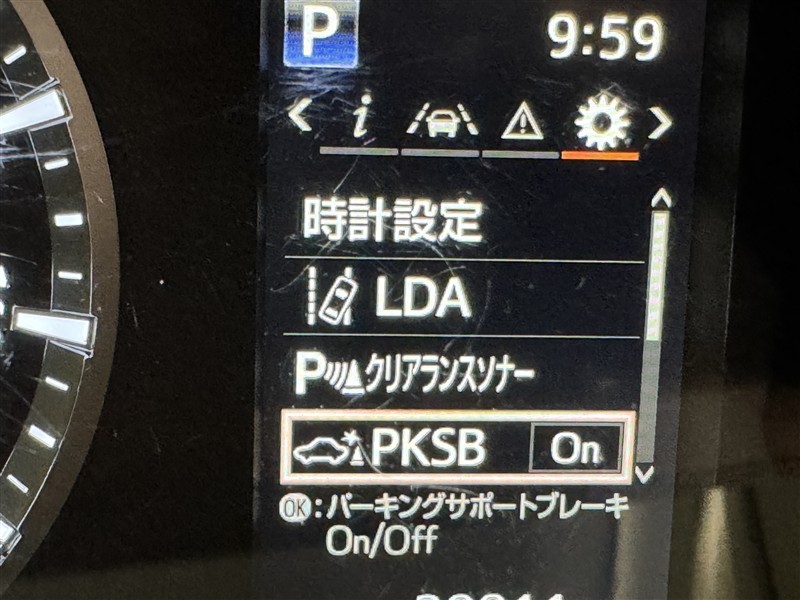 P
9:59
i
時計設定
LDA
P クリアランスソナー
PKSB On
OK:パーキングサポートブレーキ
On/Off